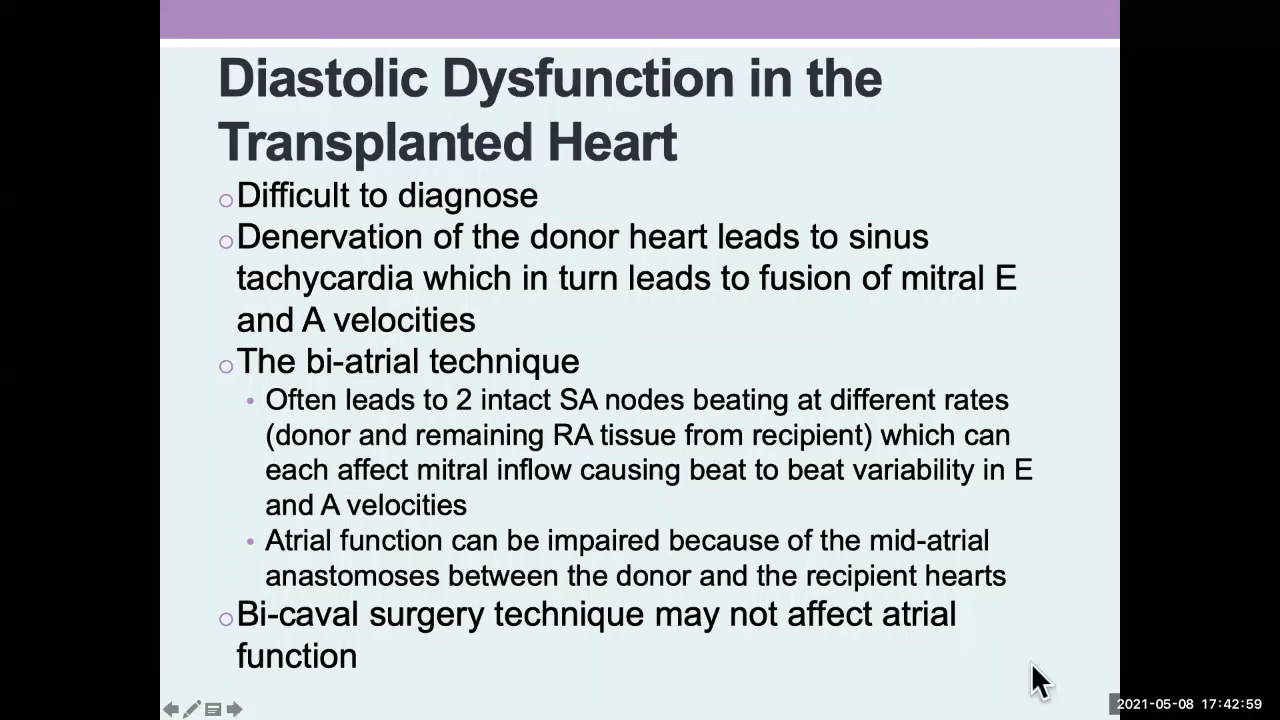 Diastolic Dysfunction in the
Transplanted Heart
Difficult to diagnose
Denervation of the donor heart leads to sinus
tachycardia which in turn leads to fusion of mitral E
and A velocities
The bi-atrial technique
Often leads to 2 intact SA nodes beating at different rates
(donor and remaining RA tissue from recipient) which can
each affect mitral inflow causing beat to beat variability in E
and A velocities
Atrial function can be impaired because of the mid-atrial
anastomoses between the donor and the recipient hearts
Bi-caval surgery technique may not affect atrial
function
2021-05-08 17:42:59